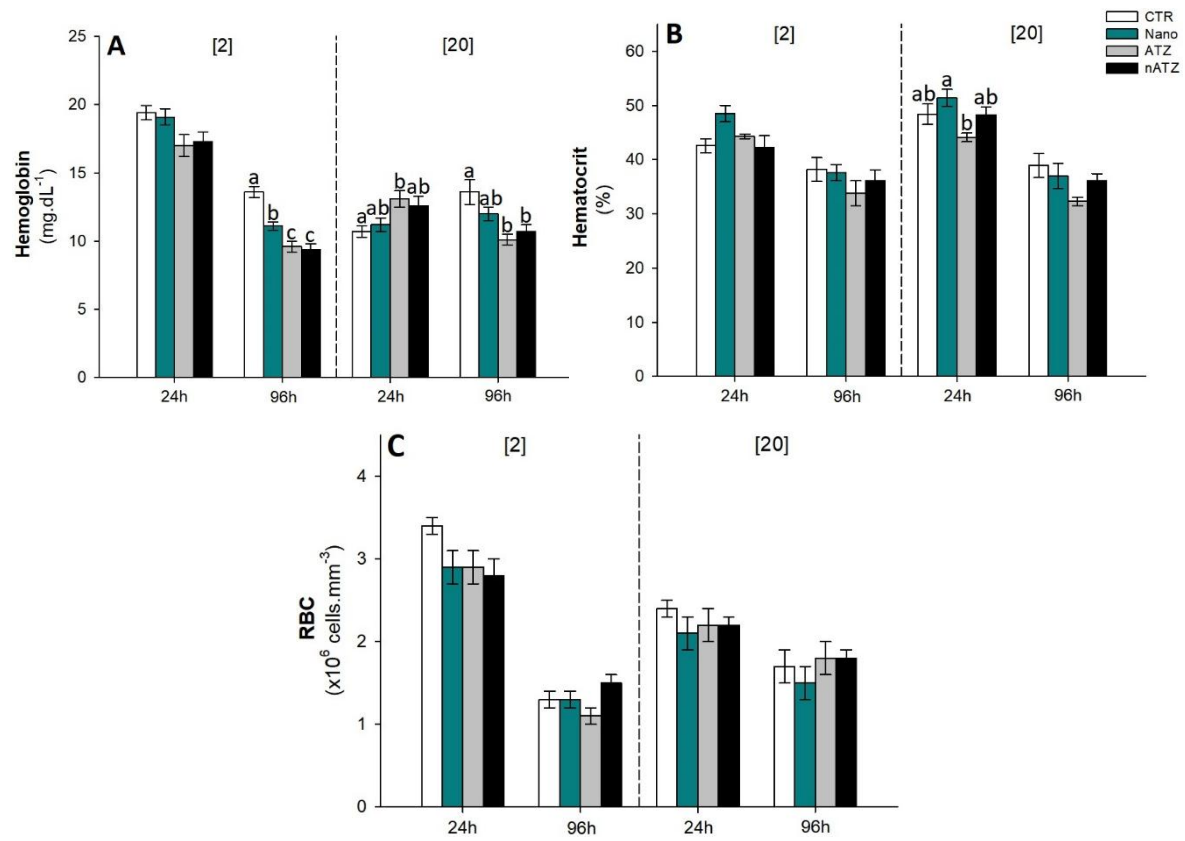 A
[2]
[20]
Hemoglobin
(mg.dL⁻¹)
25
20
15
10
5
0
a
b
c
c
a
ab
b
ab
a
ab
b
b
24h
96h
24h
96h
B
[2]
[20]
CTR
Nano
ATZ
nATZ
Hematocrit
(%)
60
50
40
30
20
10
0
ab
a
b
ab
24h
96h
24h
96h
C
[2]
[20]
RBC
(x10⁶ cells.mm⁻³)
4
3
2
1
0
24h
96h
24h
96h